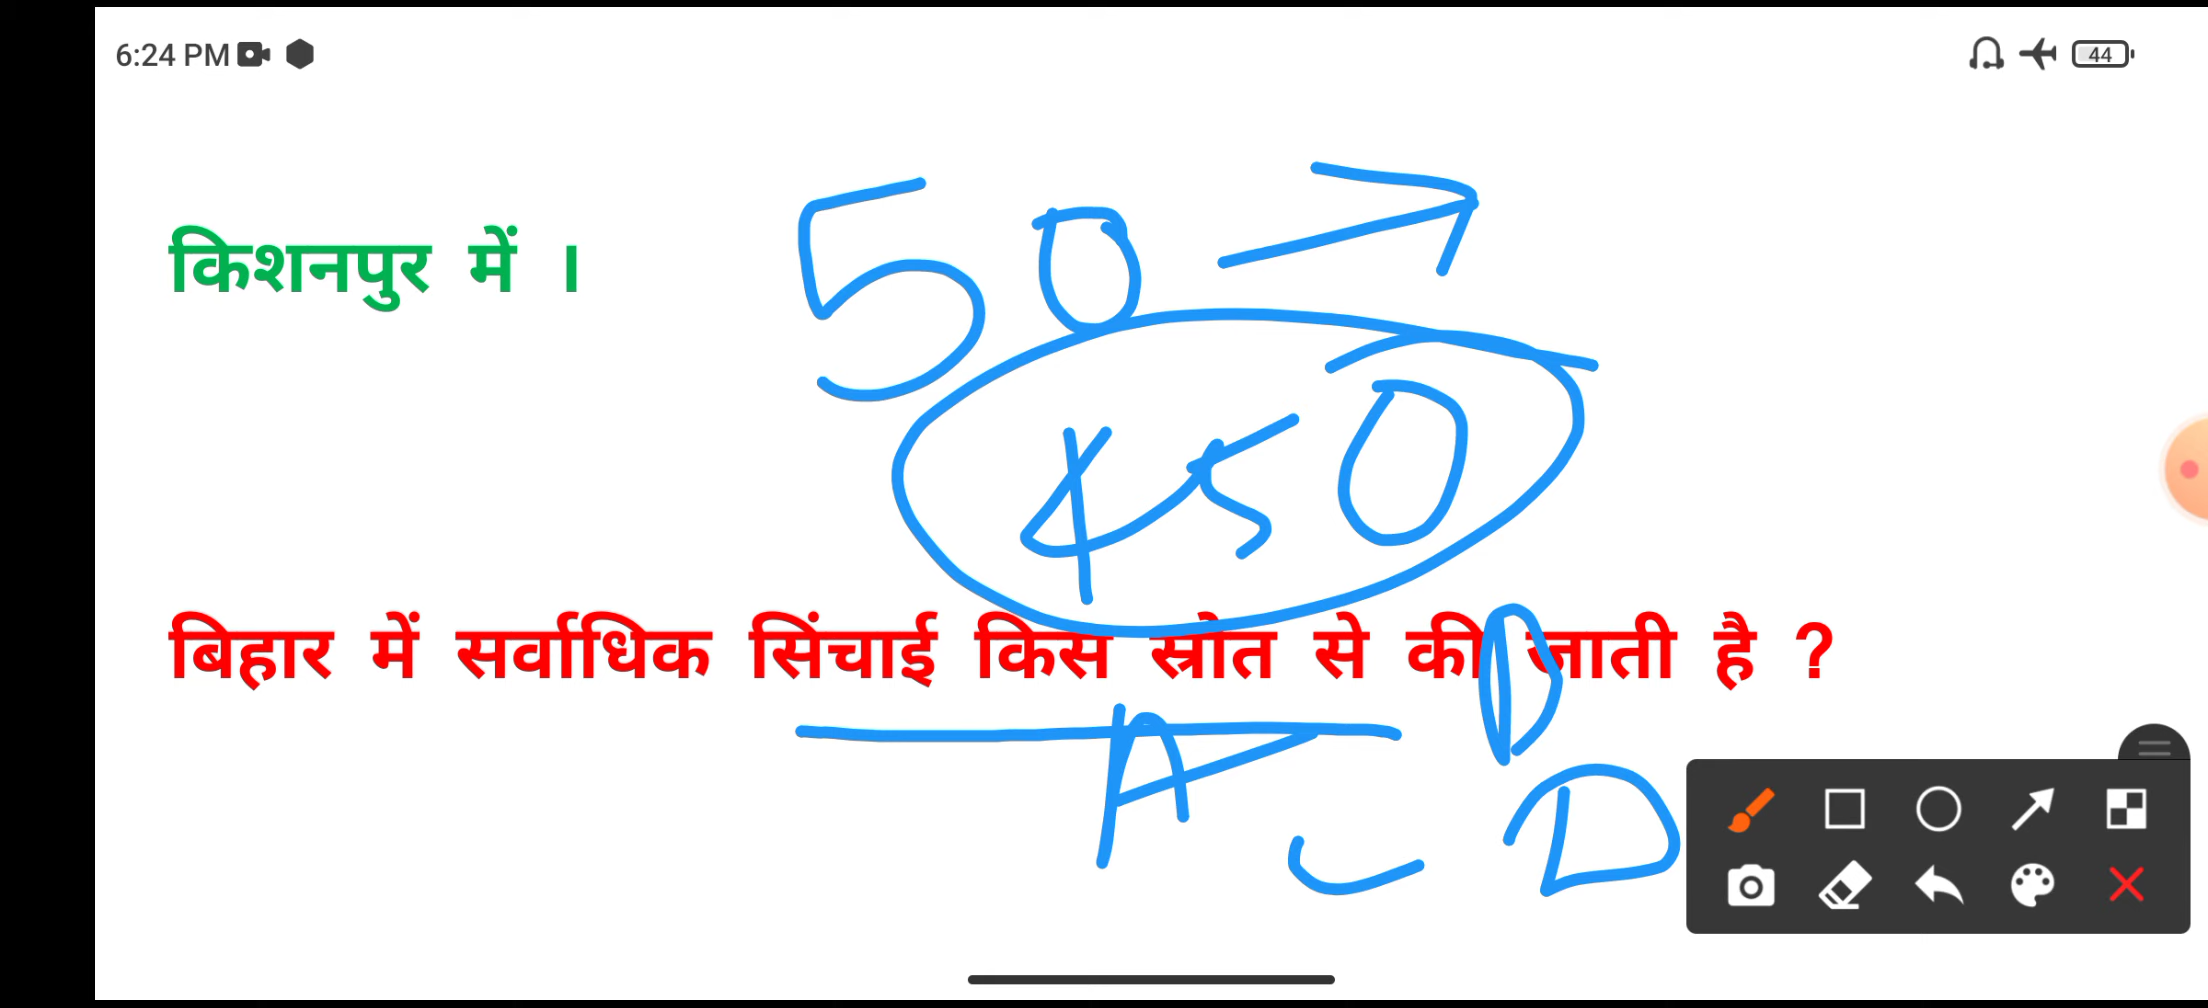 6:24 PM 44
50 →
किशनपुर में ।
450
बिहार में सर्वाधिक सिंचाई किस स्रोत से की जाती है ?
D
A
C D